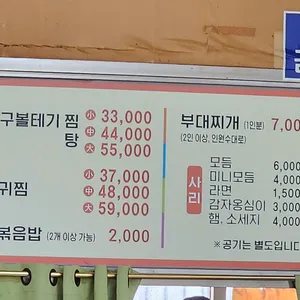 구볼테기 찜 小 33,000
탕 中 44,000
大 55,000
귀찜 小 37,000
中 48,000
大 59,000
볶음밥 (2개 이상 가능) 2,000
부대찌개 (1인분) 7,00
(2인 이상, 인원수대로)
사리
모듬 6,000
미니모듬 4,000
라면 1,500
감자옹심이 3,000
햄, 소세지 4,000
※ 공기는 별도입니다